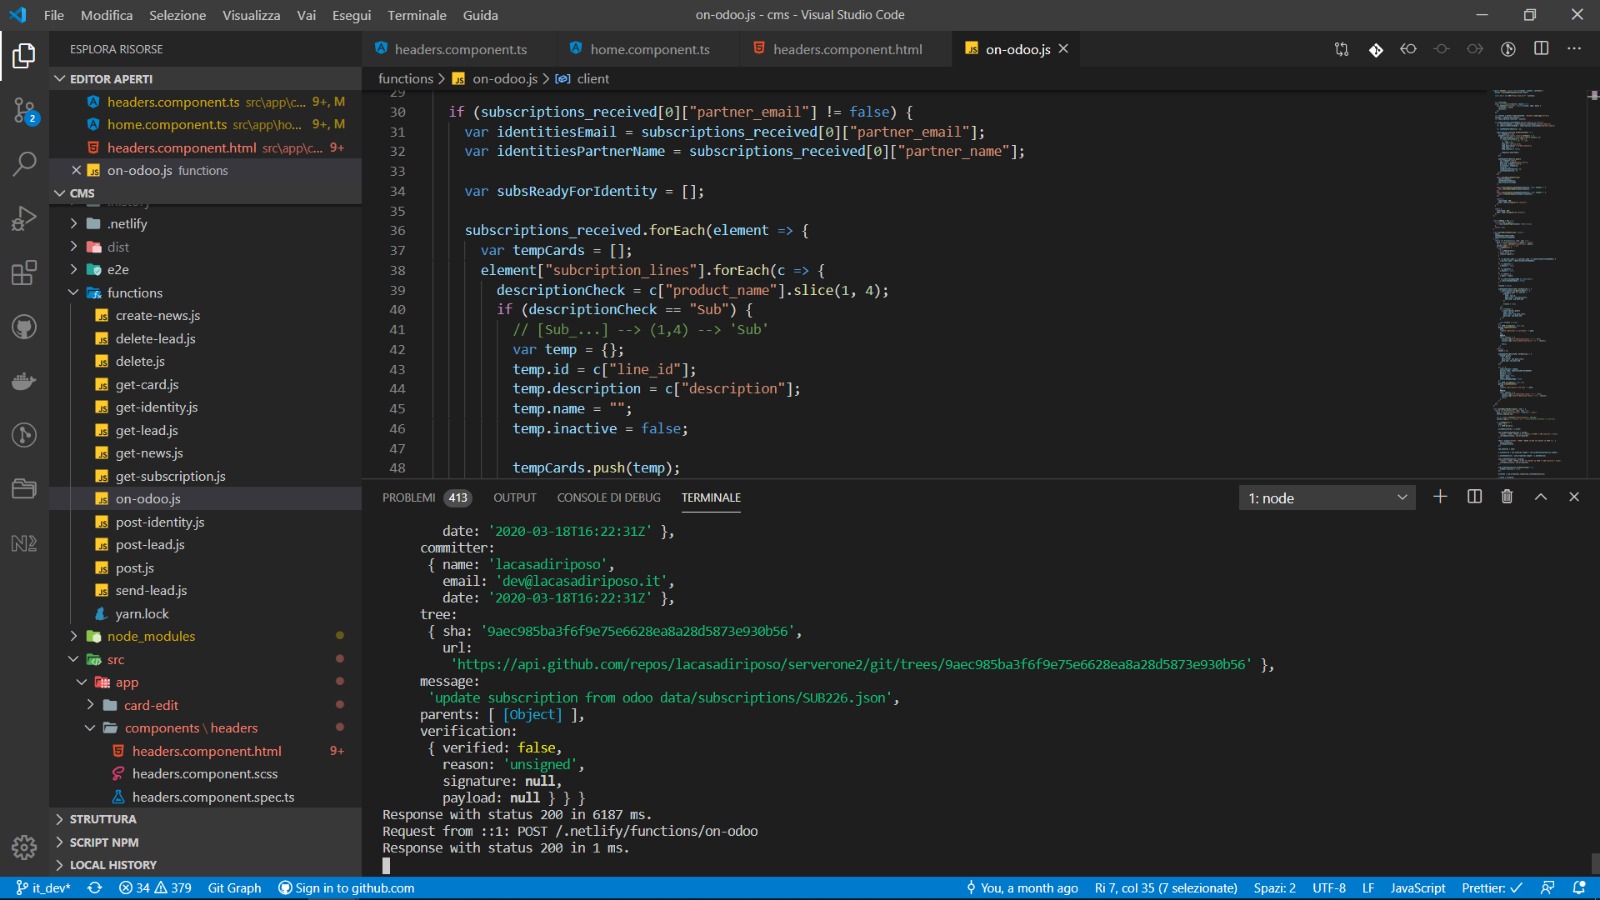 File Modifica Selezione Visualizza Vai Esegui Terminale Guida
on-odoo.js - cms - Visual Studio Code
ESPLORA RISORSE
EDITOR APERTI
headers.component.ts src\app\c... 9+, M
home.component.ts src\app\ho... 9+, M
headers.component.html src\app\c... 9+
on-odoo.js functions
CMS
.netlify
dist
e2e
functions
create-news.js
delete-lead.js
delete.js
get-card.js
get-identity.js
get-lead.js
get-news.js
get-subscription.js
on-odoo.js
post-identity.js
post-lead.js
post.js
send-lead.js
yarn.lock
node_modules
src
app
card-edit
components \ headers
headers.component.html 9+
headers.component.scss
headers.component.spec.ts
STRUTTURA
SCRIPT NPM
LOCAL HISTORY
2
headers.component.ts home.component.ts headers.component.html on-odoo.js
functions > on-odoo.js > client
29
30 if (subscriptions_received[0]["partner_email"] != false) {
31 var identitiesEmail = subscriptions_received[0]["partner_email"];
32 var identitiesPartnerName = subscriptions_received[0]["partner_name"];
33
34 var subsReadyForIdentity = [];
35
36 subscriptions_received.forEach(element => {
37 var tempCards = [];
38 element["subcription_lines"].forEach(c => {
39 descriptionCheck = c["product_name"].slice(1, 4);
40 if (descriptionCheck == "Sub") {
41 // [Sub_...] --> (1,4) --> 'Sub'
42 var temp = {};
43 temp.id = c["line_id"];
44 temp.description = c["description"];
45 temp.name = "";
46 temp.inactive = false;
47
48 tempCards.push(temp);
PROBLEMI 413 OUTPUT CONSOLE DI DEBUG TERMINALE 1: node
date: '2020-03-18T16:22:31Z' },
committer:
{ name: 'lacasadiriposo',
email: 'dev@lacasadiriposo.it',
date: '2020-03-18T16:22:31Z' },
tree:
{ sha: '9aec985ba3f6f9e75e6628ea8a28d5873e930b56',
url:
'https://api.github.com/repos/lacasadiriposo/serverone2/git/trees/9aec985ba3f6f9e75e6628ea8a28d5873e930b56' },
message:
'update subscription from odoo data/subscriptions/SUB226.json',
parents: [ [Object] ],
verification:
{ verified: false,
reason: 'unsigned',
signature: null,
payload: null } } }
Response with status 200 in 6187 ms.
Request from ::1: POST /.netlify/functions/on-odoo
Response with status 200 in 1 ms.
it_dev* 34 379 Git Graph Sign in to github.com You, a month ago Ri 7, col 35 (7 selezionate) Spazi: 2 UTF-8 LF JavaScript Prettier: ✓